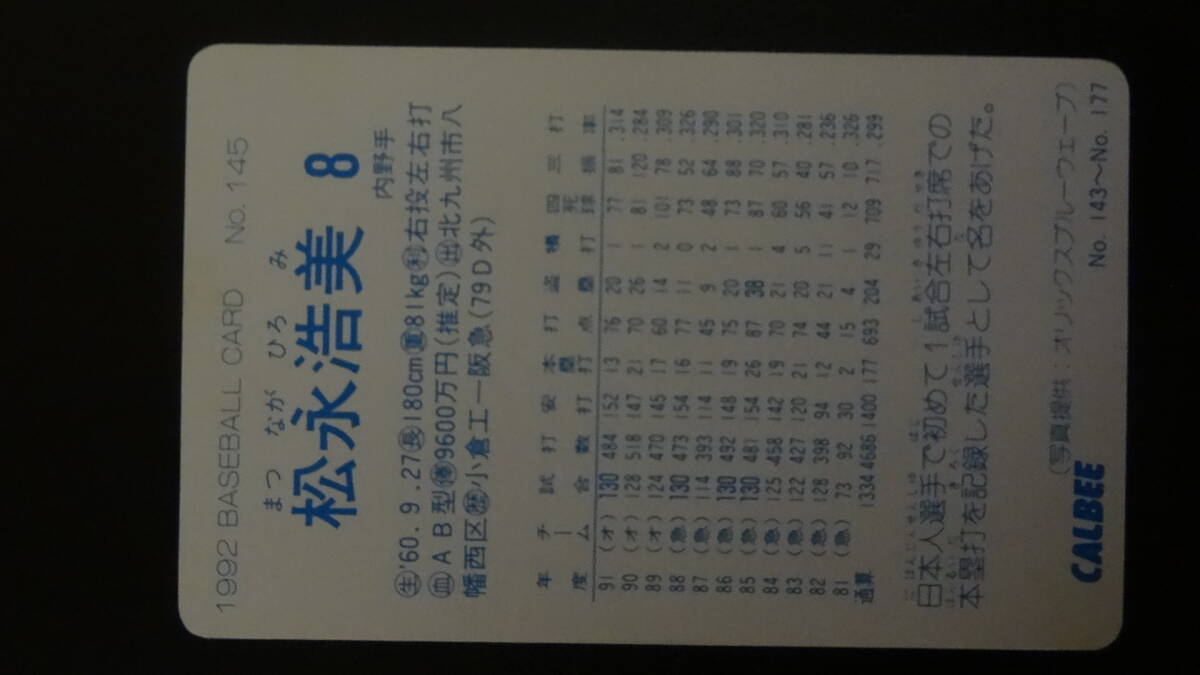 1992 BASEBALL CARD No. 145
まつ なが ひろ み
松永浩美 8
内野手
生'60. 9. 27 長180cm 重81kg 利右投左右打
血AB型 俸9600万円(推定) 出北九州市八
幡西区 歴小倉工―阪急(79D外)
年度 チーム 試合 打数 安打 本塁打 打点 盗塁 犠打 四死球 三振 打率
91 (オ) 130 484 152 13 76 20 1 77 81 .314
90 (オ) 128 518 147 21 70 26 1 81 120 .284
89 (オ) 124 470 145 17 60 14 2 101 78 .309
88 (急) 130 473 154 16 77 11 0 73 52 .326
87 (急) 114 393 114 11 45 9 2 48 64 .290
86 (急) 130 492 148 19 75 20 1 73 88 .301
85 (急) 130 481 154 26 87 38 1 87 70 .320
84 (急) 125 458 142 19 70 21 4 60 57 .310
83 (急) 122 427 120 21 74 20 5 56 40 .281
82 (急) 128 398 94 12 44 21 11 41 57 .236
81 (急) 73 92 30 2 15 4 1 12 10 .326
通算 1334 4686 1400 177 693 204 29 709 717 .299
日本人選手で初めて1試合左右打席での
本塁打を記録した選手として名をあげた。
(写真提供：オリックスブルーウェーブ)
CALBEE No. 143〜No. 177